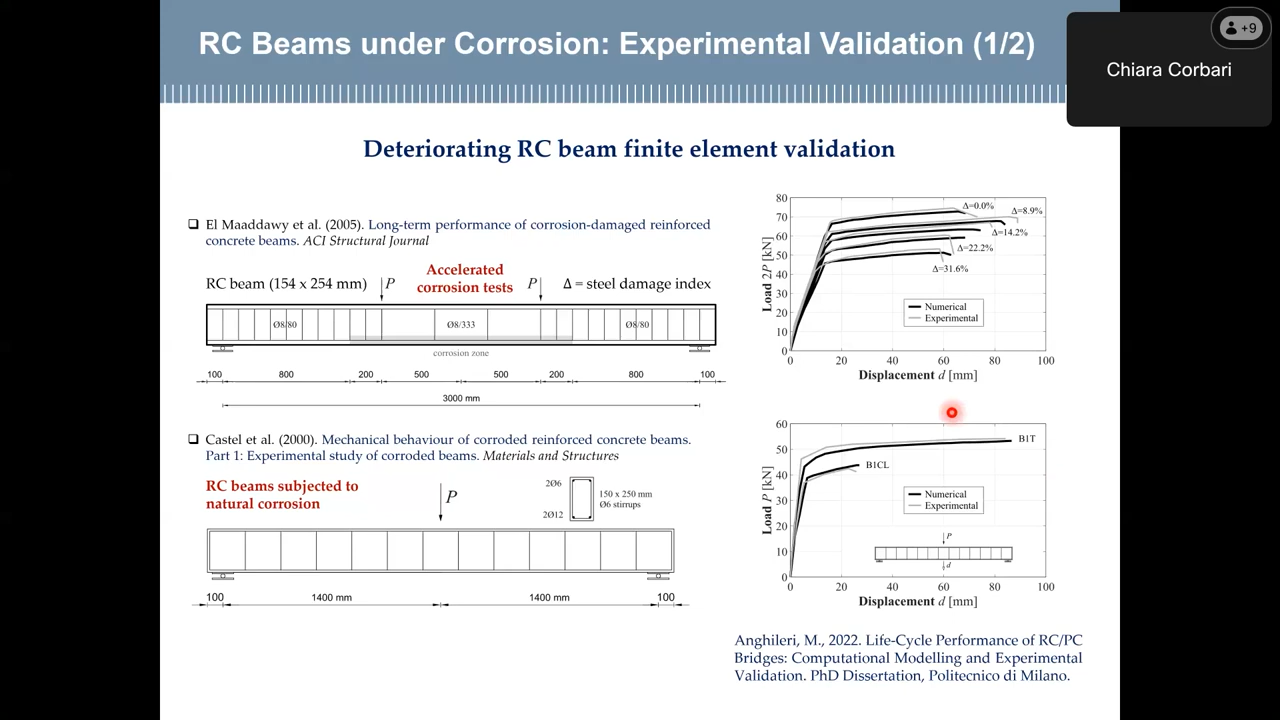 RC Beams under Corrosion: Experimental Validation (1/2)
+9
Chiara Corbari
Deteriorating RC beam finite element validation
❑ El Maaddawy et al. (2005). Long-term performance of corrosion-damaged reinforced
concrete beams. ACI Structural Journal
RC beam (154 x 254 mm)
P
Accelerated
corrosion tests
P
Δ = steel damage index
Ø8/80
Ø8/333
Ø8/80
corrosion zone
100 800 200 500 500 200 800 100
3000 mm
❑ Castel et al. (2000). Mechanical behaviour of corroded reinforced concrete beams.
Part 1: Experimental study of corroded beams. Materials and Structures
RC beams subjected to
natural corrosion
P
2Ø6
2Ø12
150 x 250 mm
Ø6 stirrups
100 1400 mm 1400 mm 100
Load 2P [kN]
80
70
60
50
40
30
20
10
0
Δ=0.0%
Δ=8.9%
Δ=14.2%
Δ=22.2%
Δ=31.6%
Numerical
Experimental
0 20 40 60 80 100
Displacement d [mm]
Load P [kN]
60
50
40
30
20
10
0
B1T
B1CL
Numerical
Experimental
P
d
0 20 40 60 80 100
Displacement d [mm]
Anghileri, M., 2022. Life-Cycle Performance of RC/PC
Bridges: Computational Modelling and Experimental
Validation. PhD Dissertation, Politecnico di Milano.